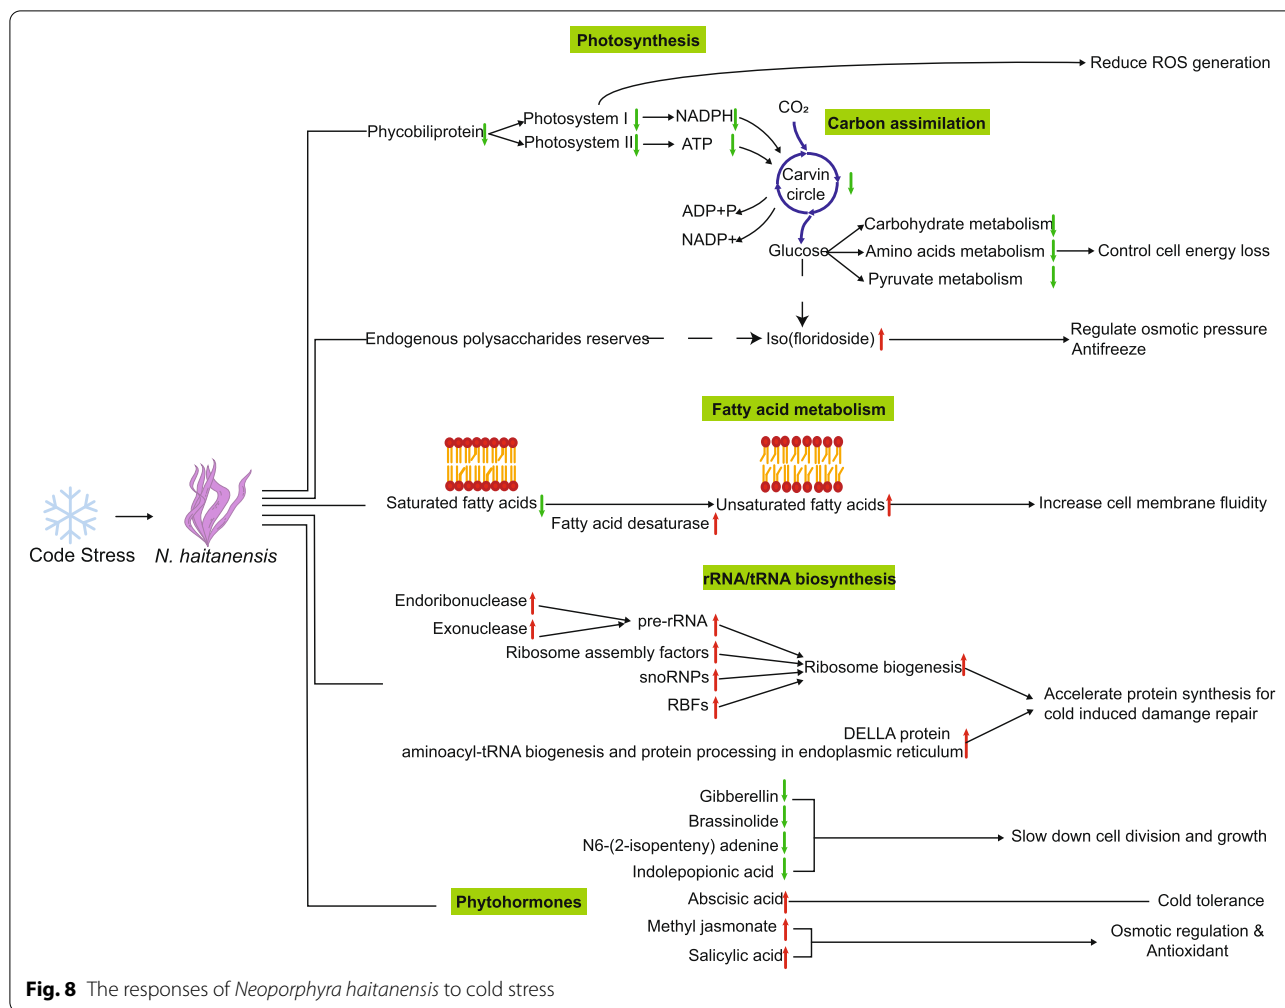 Photosynthesis
Reduce ROS generation
Phycobiliprotein
Photosystem I
NADPH
Photosystem II
ATP
CO₂
Carbon assimilation
Carvin
circle
ADP+P
NADP+
Glucose
Carbohydrate metabolism
Amino acids metabolism
Pyruvate metabolism
Control cell energy loss
Endogenous polysaccharides reserves
Iso(floridoside)
Regulate osmotic pressure
Antifreeze
Fatty acid metabolism
Saturated fatty acids
Fatty acid desaturase
Unsaturated fatty acids
Increase cell membrane fluidity
Code Stress
N. haitanensis
rRNA/tRNA biosynthesis
Endoribonuclease
Exonuclease
pre-rRNA
Ribosome assembly factors
snoRNPs
RBFs
Ribosome biogenesis
Accelerate protein synthesis for
cold induced damange repair
DELLA protein
aminoacyl-tRNA biogenesis and protein processing in endoplasmic reticulum
Gibberellin
Brassinolide
N6-(2-isopenteny) adenine
Indolepopionic acid
Slow down cell division and growth
Phytohormones
Abscisic acid
Cold tolerance
Methyl jasmonate
Salicylic acid
Osmotic regulation &
Antioxidant
Fig. 8 The responses of Neoporphyra haitanensis to cold stress